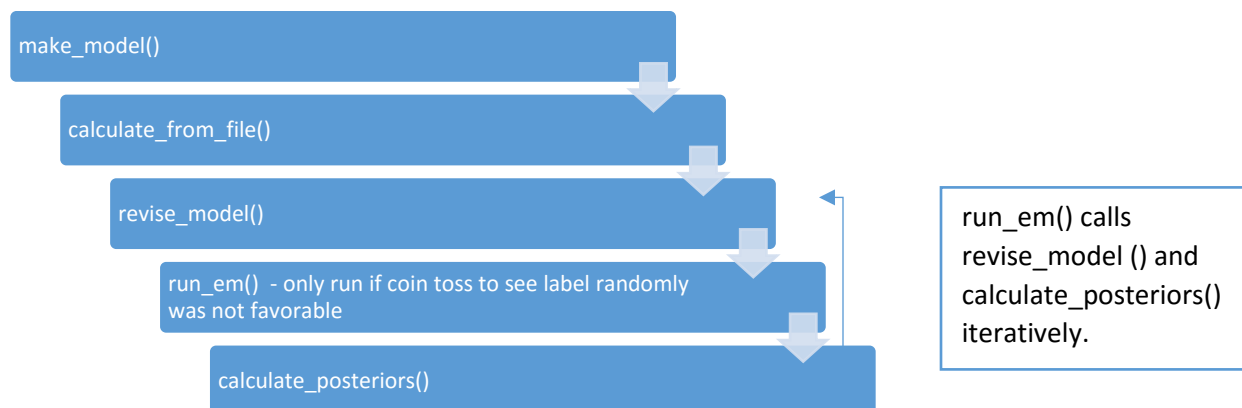 make_model()
calculate_from_file()
revise_model()
run_em()  - only run if coin toss to see label randomly
was not favorable
calculate_posteriors()
run_em() calls
revise_model () and
calculate_posteriors()
iteratively.